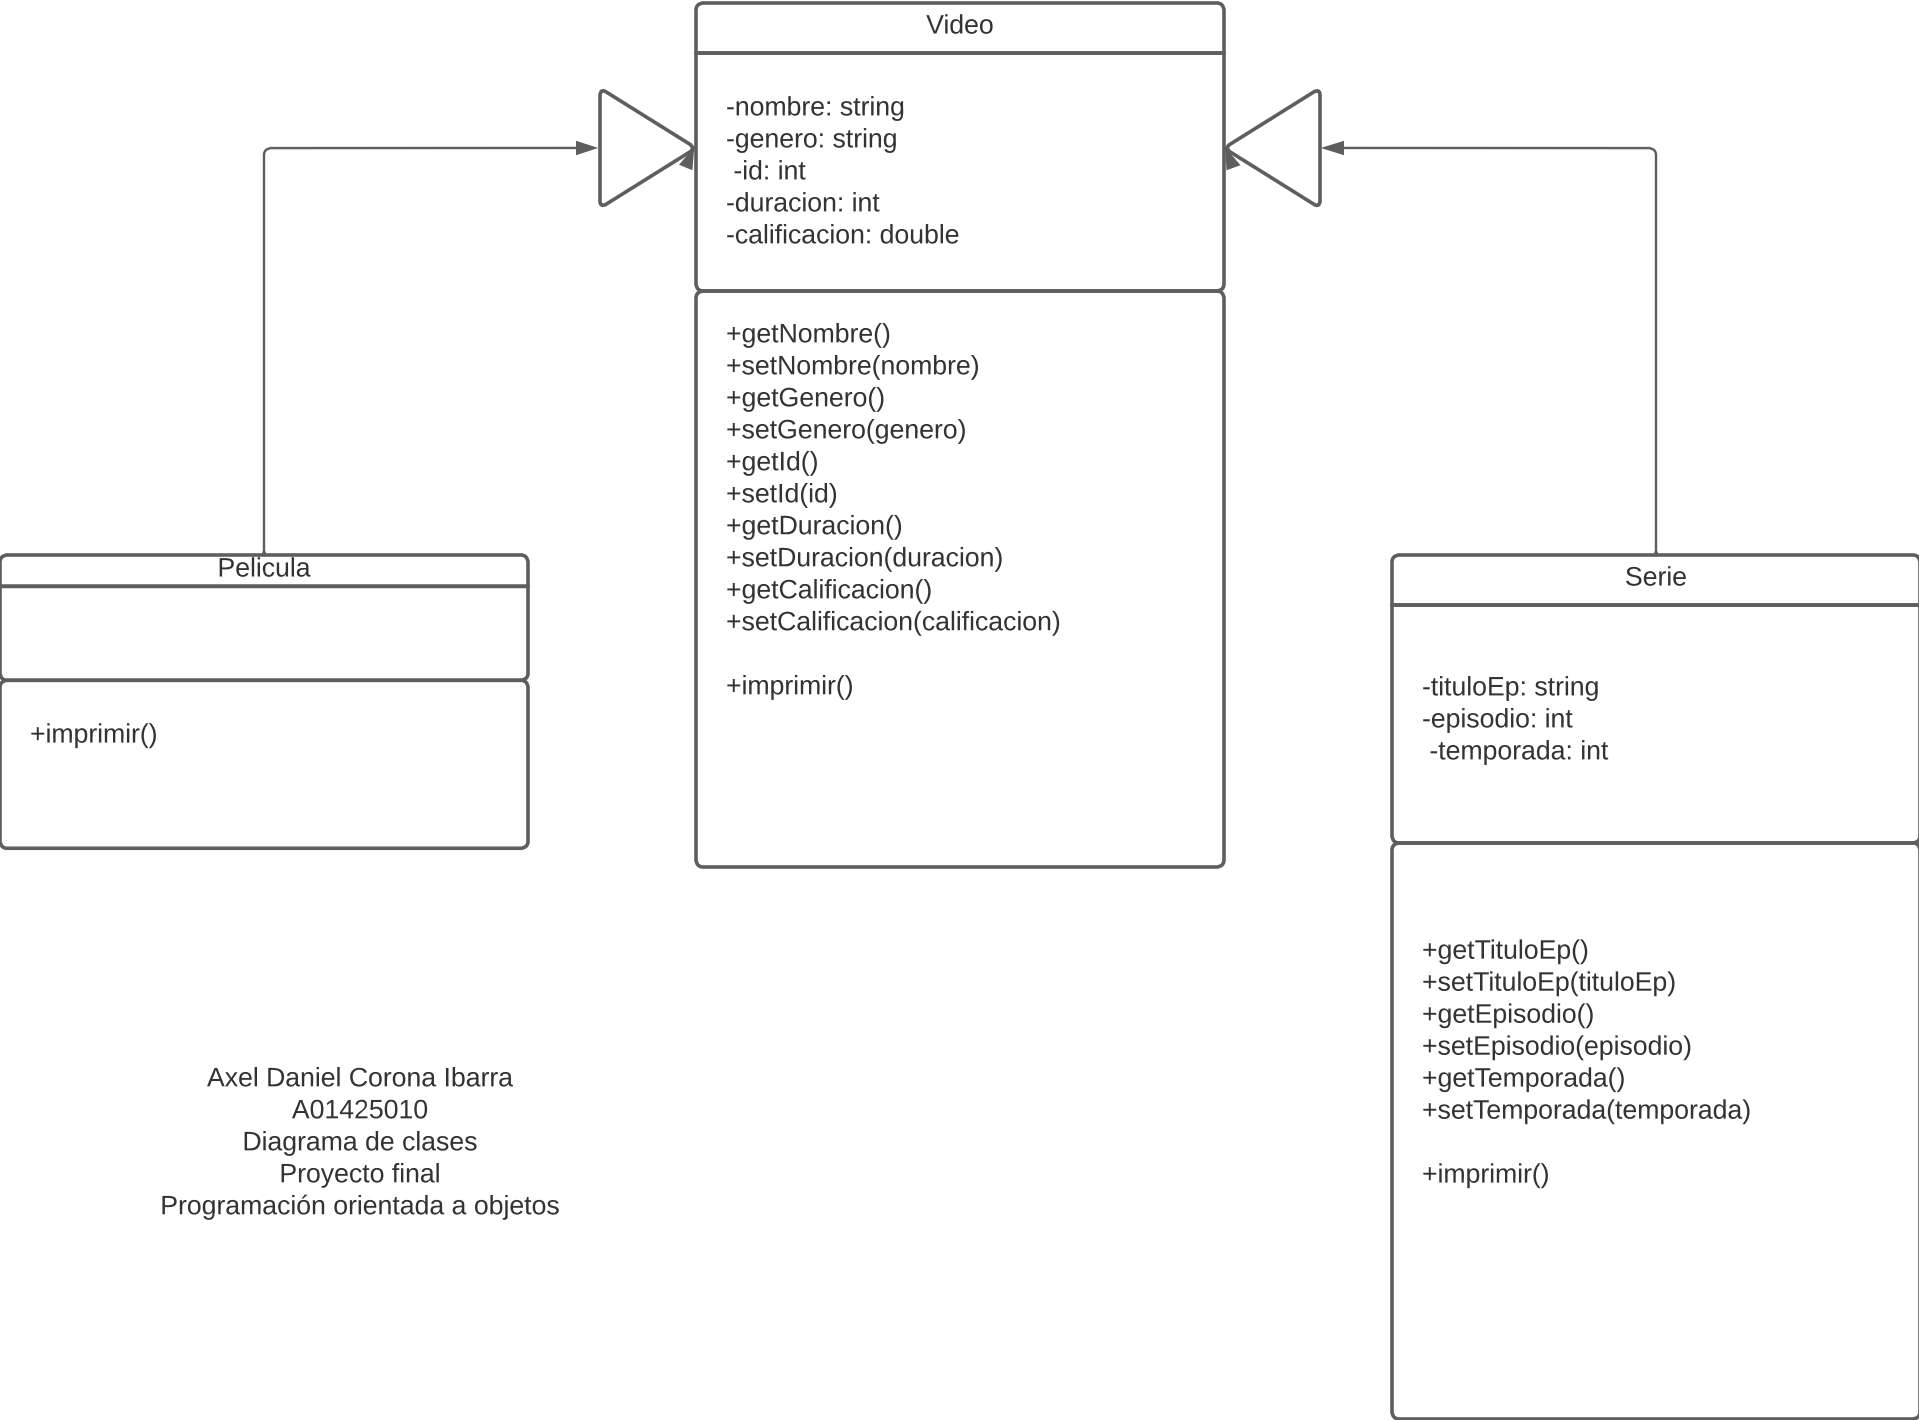 Video
-nombre: string
-genero: string
-id: int
-duracion: int
-calificacion: double
+getNombre()
+setNombre(nombre)
+getGenero()
+setGenero(genero)
+getId()
+setId(id)
+getDuracion()
+setDuracion(duracion)
+getCalificacion()
+setCalificacion(calificacion)
+imprimir()
Pelicula
+imprimir()
Serie
-tituloEp: string
-episodio: int
-temporada: int
+getTituloEp()
+setTituloEp(tituloEp)
+getEpisodio()
+setEpisodio(episodio)
+getTemporada()
+setTemporada(temporada)
+imprimir()
Axel Daniel Corona Ibarra
A01425010
Diagrama de clases
Proyecto final
Programación orientada a objetos